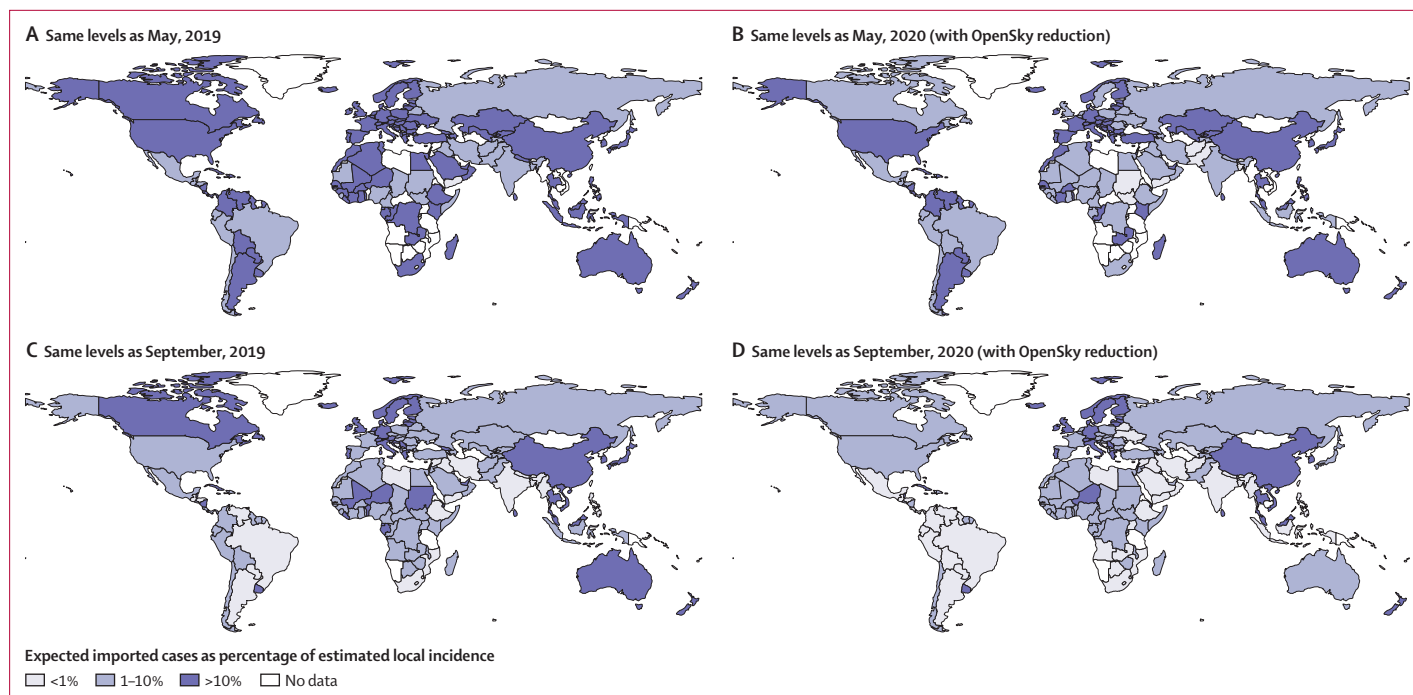 A Same levels as May, 2019
B Same levels as May, 2020 (with OpenSky reduction)
C Same levels as September, 2019
D Same levels as September, 2020 (with OpenSky reduction)
Expected imported cases as percentage of estimated local incidence
<1% 1–10% >10% No data